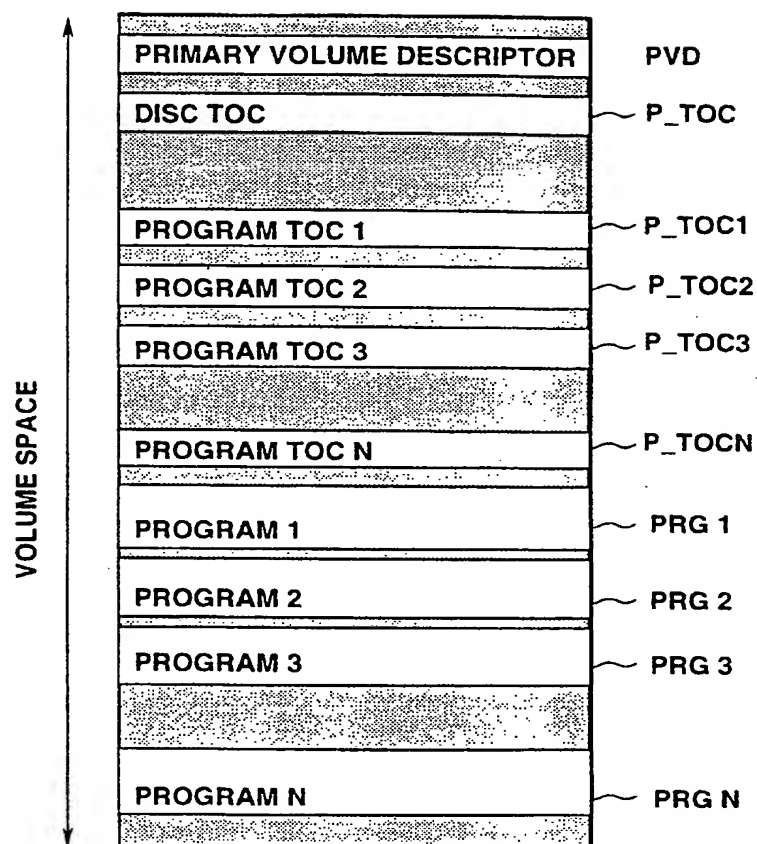 PRIMARY VOLUME DESCRIPTOR PVD
DISC TOC P_TOC
PROGRAM TOC 1 P_TOC1
PROGRAM TOC 2 P_TOC2
PROGRAM TOC 3 P_TOC3
PROGRAM TOC N P_TOCN
PROGRAM 1 PRG 1
PROGRAM 2 PRG 2
PROGRAM 3 PRG 3
PROGRAM N PRG N
VOLUME SPACE